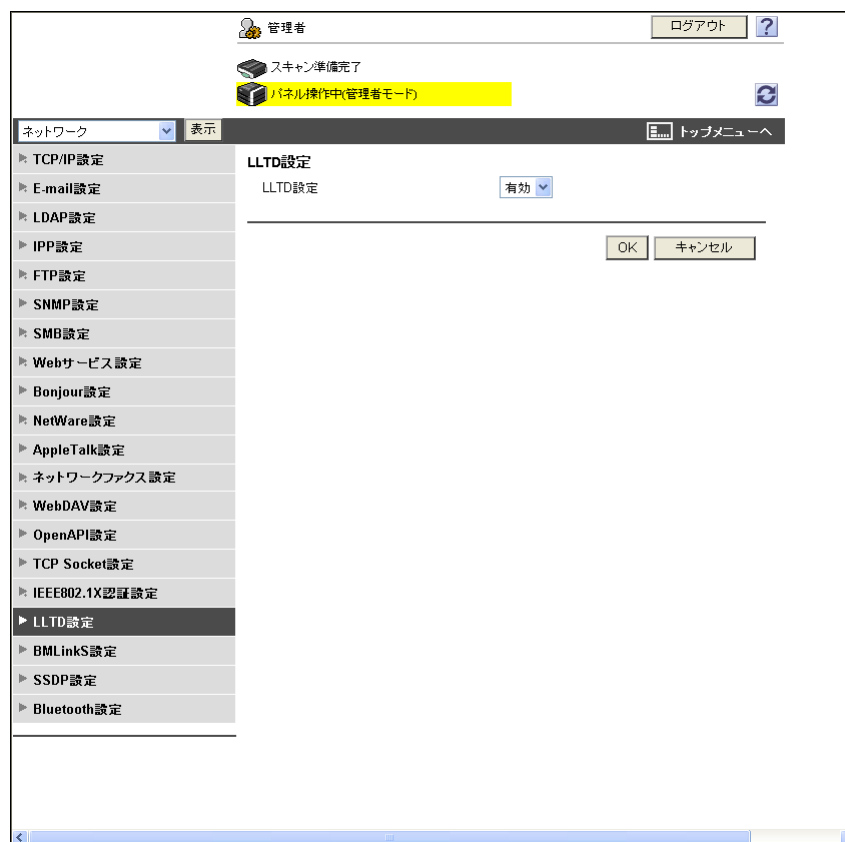 管理者
ログアウト
?
スキャン準備完了
パネル操作中(管理者モード)
ネットワーク
表示
トップメニューへ
TCP/IP設定
E-mail設定
LDAP設定
IPP設定
FTP設定
SNMP設定
SMB設定
Webサービス設定
Bonjour設定
NetWare設定
AppleTalk設定
ネットワークファクス設定
WebDAV設定
OpenAPI設定
TCP Socket設定
IEEE802.1X認証設定
LLTD設定
BMLinkS設定
SSDP設定
Bluetooth設定
LLTD設定
LLTD設定
有効
OK
キャンセル